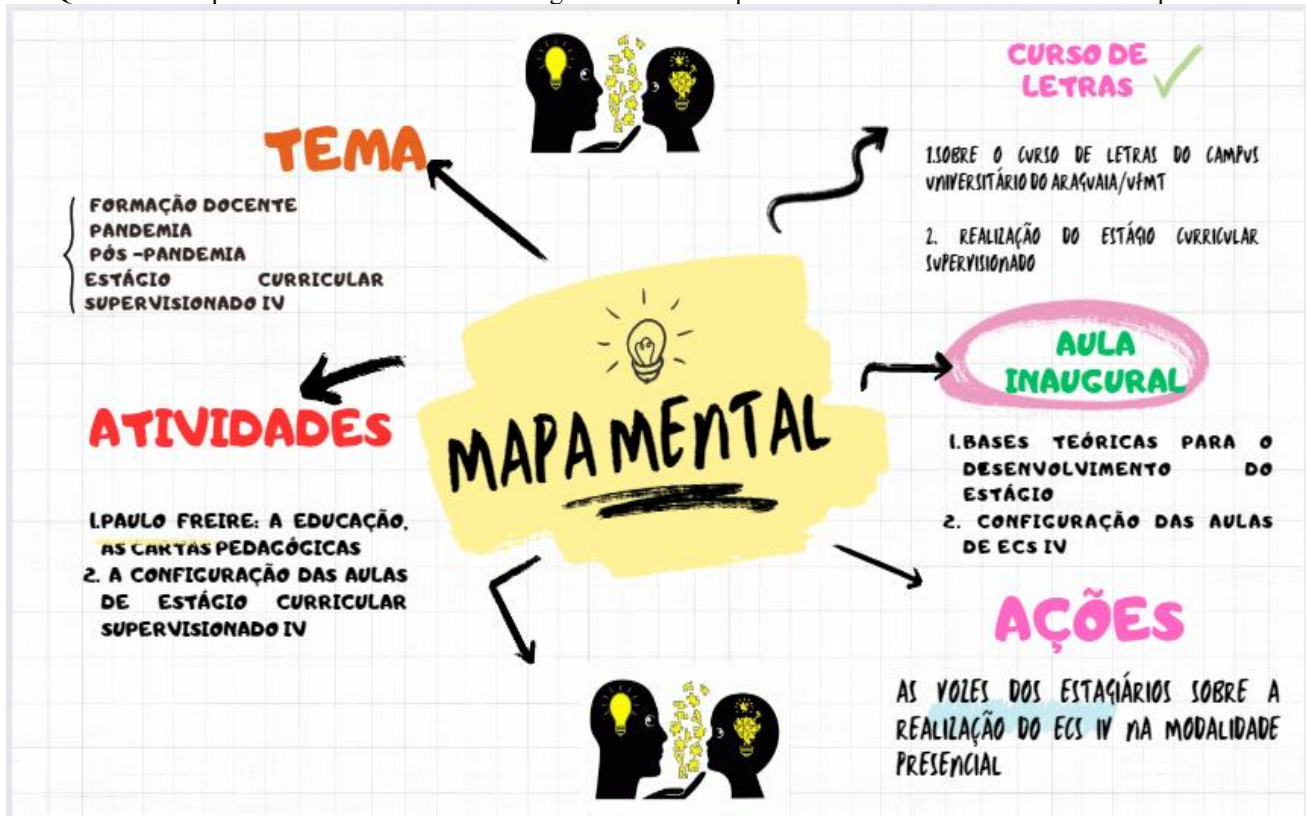 CURSO DE
LETRAS
TEMA
1.SOBRE O CURSO DE LETRAS DO CAMPUS
UNIVERSITÁRIO DO ARAGUAIA/UFMT
2. REALIZAÇÃO DO ESTÁGIO CURRICULAR
SUPERVISIONADO
FORMAÇÃO DOCENTE
PANDEMIA
PÓS -PANDEMIA
ESTÁGIO CURRICULAR
SUPERVISIONADO IV
AULA
INAUGURAL
MAPA MENTAL
ATIVIDADES
1.BASES TEÓRICAS PARA O
DESENVOLVIMENTO DO
ESTÁGIO
2. CONFIGURAÇÃO DAS AULAS
DE ECS IV
1.PAULO FREIRE: A EDUCAÇÃO,
AS CARTAS PEDAGÓGICAS
2. A CONFIGURAÇÃO DAS AULAS
DE ESTÁGIO CURRICULAR
SUPERVISIONADO IV
AÇÕES
AS VOZES DOS ESTAGIÁRIOS SOBRE A
REALIZAÇÃO DO ECS IV NA MODALIDADE
PRESENCIAL